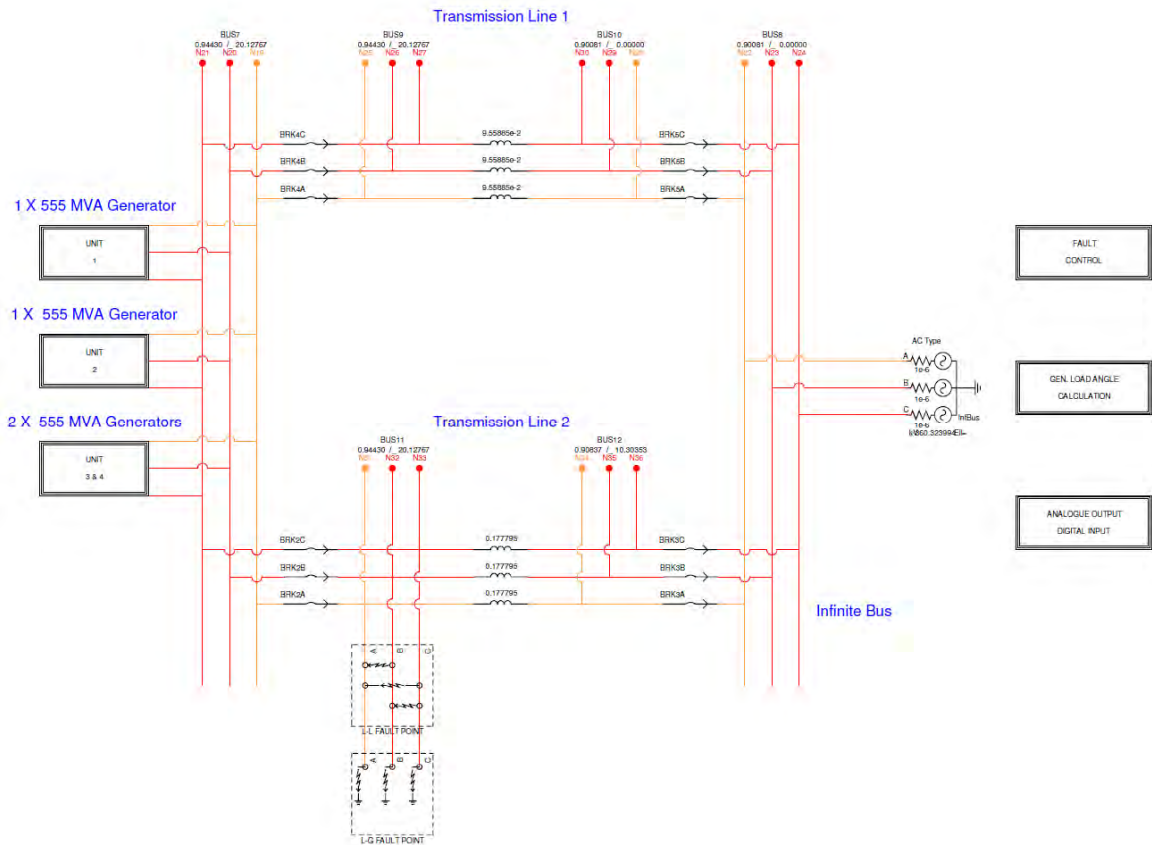 Transmission Line 1
BUS7
0.94430 /_ 20.12767
N21 N20 N19
BUS9
0.94430 /_ 20.12767
N25 N26 N27
BUS10
0.90081 /_ 0.00000
N30 N29 N28
BUS8
0.90081 /_ 0.00000
N22 N23 N24
BRK4C 9.55885e-2 BRK5C
BRK4B 9.55885e-2 BRK5B
BRK4A 9.55885e-2 BRK5A
1 X 555 MVA Generator
UNIT
1
FAULT
CONTROL
1 X 555 MVA Generator
UNIT
2
AC Type
A
1e-6
B
1e-6
C
1e-6
InfBus
GEN. LOAD ANGLE
CALCULATION
2 X 555 MVA Generators
UNIT
3 & 4
Transmission Line 2
BUS11
0.94430 /_ 20.12767
N32 N33
BUS12
0.90837 /_ 10.30353
N34 N35 N36
ANALOGUE OUTPUT
DIGITAL INPUT
BRK2C 0.177795 BRK3C
BRK2B 0.177795 BRK3B
BRK2A 0.177795 BRK3A
Infinite Bus
A B C
L-L FAULT POINT
A B C
L-G FAULT POINT